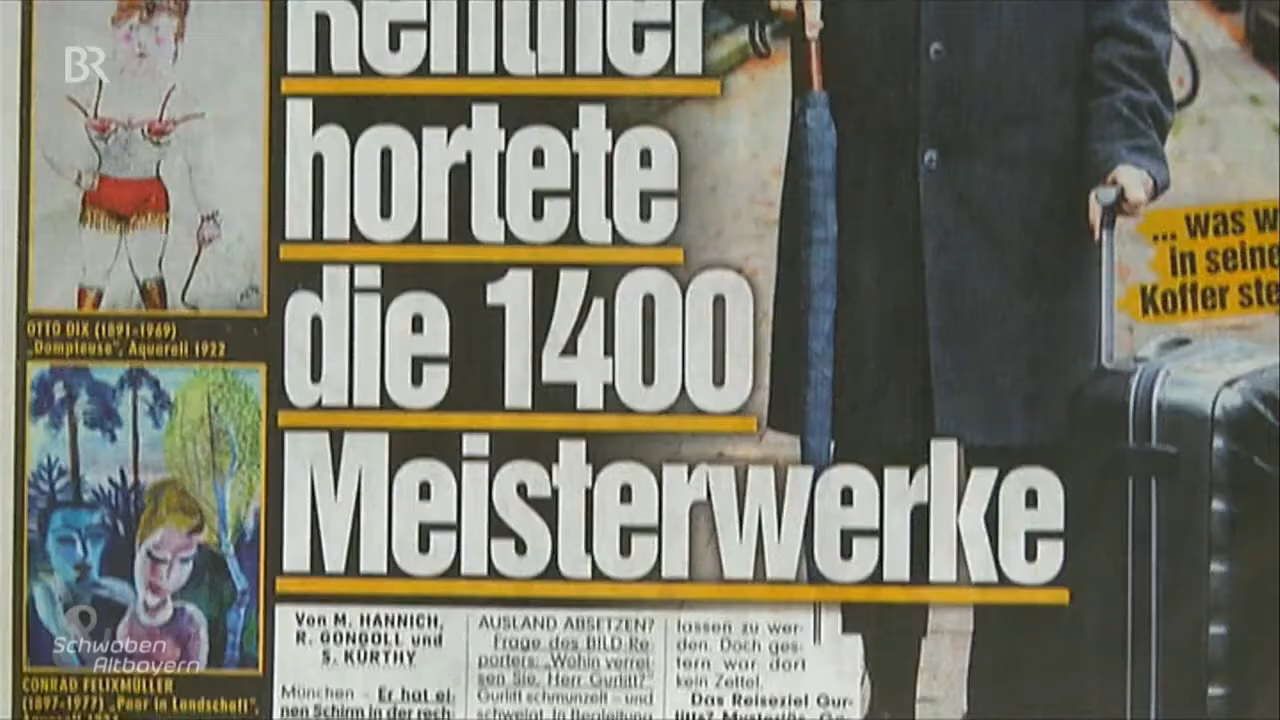 BR
Rentner
hortete
die 1400
Meisterwerke
... was w
in seine
Koffer ste
OTTO DIX (1891-1969)
„Dompteuse", Aquarell 1922
CONRAD FELIXMÜLLER
(1897-1977) „Paar in Landschaft",
Schwaben
Altbayern
Von M. HANNICH,
R. GONGOLL und
S. KÜRTHY
München – Er hat ei-
nen Schirm in der rech-
AUSLAND ABSETZEN?
Frage des BILD-Re-
porters: „Wohin verrei-
sen Sie, Herr Gurlitt?"
Gurlitt schmunzelt – und
schweigt. In Begleitung
lassen zu wer-
den. Doch ges-
tern war dort
kein Zettel.
Das Reiseziel Gur-
litts? Mysteriös.